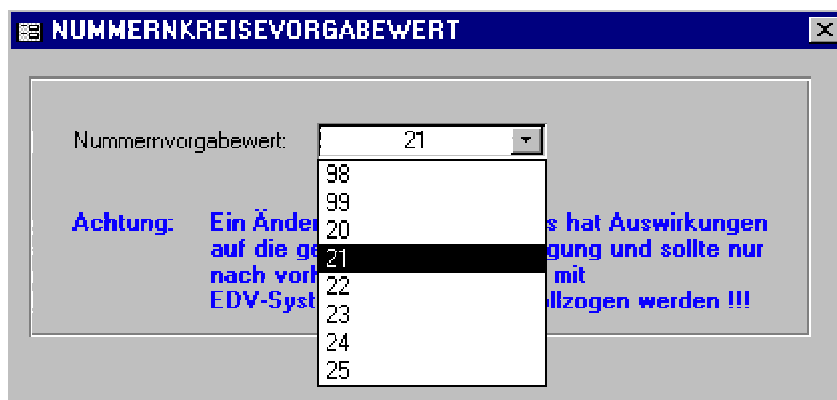 NUMMERNKREISEVORGABEWERT
Nummernvorgabewert: 21
98
99
20
21
22
23
24
25
Achtung: Ein Änder s hat Auswirkungen
auf die ge gung und sollte nur
nach vorh mit
EDV-Syst llzogen werden !!!